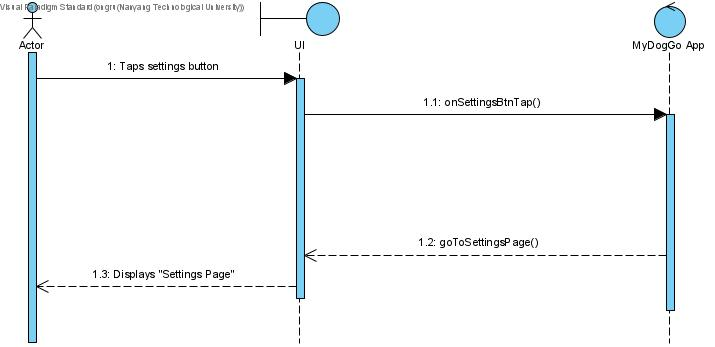 Visual Paradigm Standard (ongru(Nanyang Technological University))
Actor
UI
MyDogGo App
1: Taps settings button
1.1: onSettingsBtnTap()
1.2: goToSettingsPage()
1.3: Displays "Settings Page"